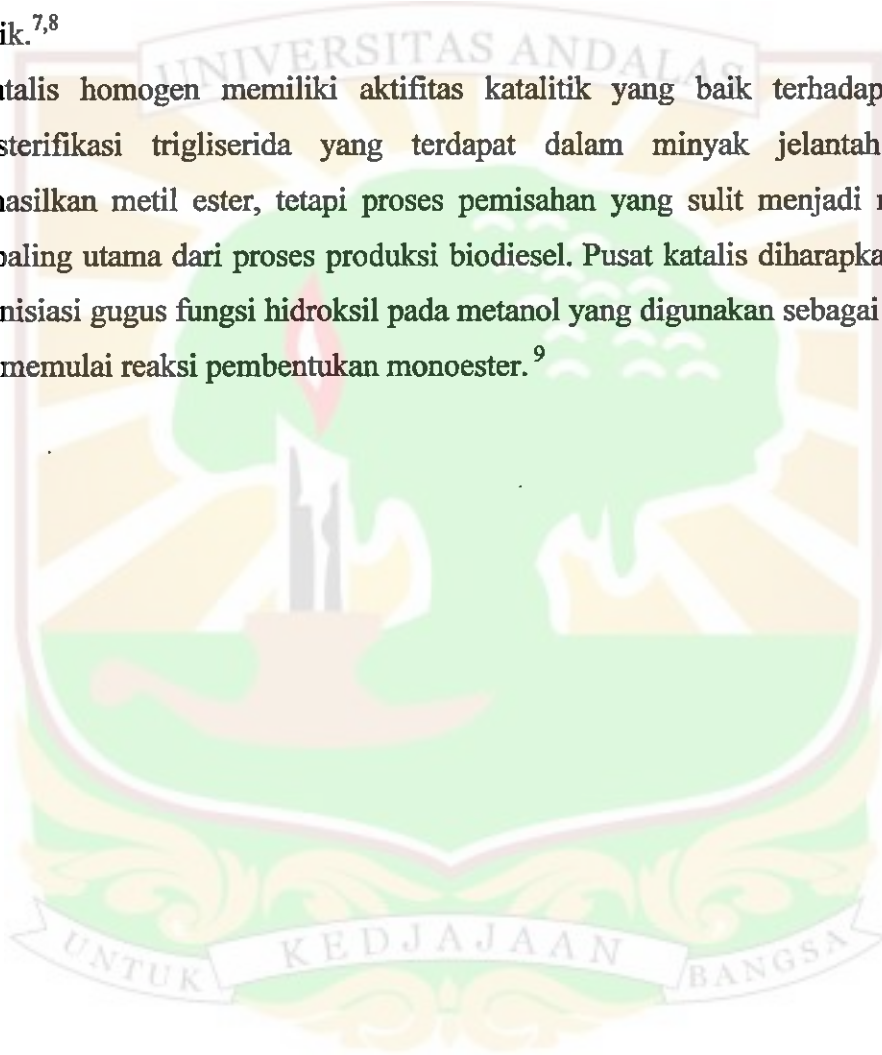 ik.7,8
UNIVERSITAS ANDALAS
atalis homogen memiliki aktifitas katalitik yang baik terhadap
sterifikasi trigliserida yang terdapat dalam minyak jelantah
asilkan metil ester, tetapi proses pemisahan yang sulit menjadi
paling utama dari proses produksi biodiesel. Pusat katalis diharapka
nisiasi gugus fungsi hidroksil pada metanol yang digunakan sebagai
memulai reaksi pembentukan monoester.9
UNTUK KEDJAJAAN BANGSA